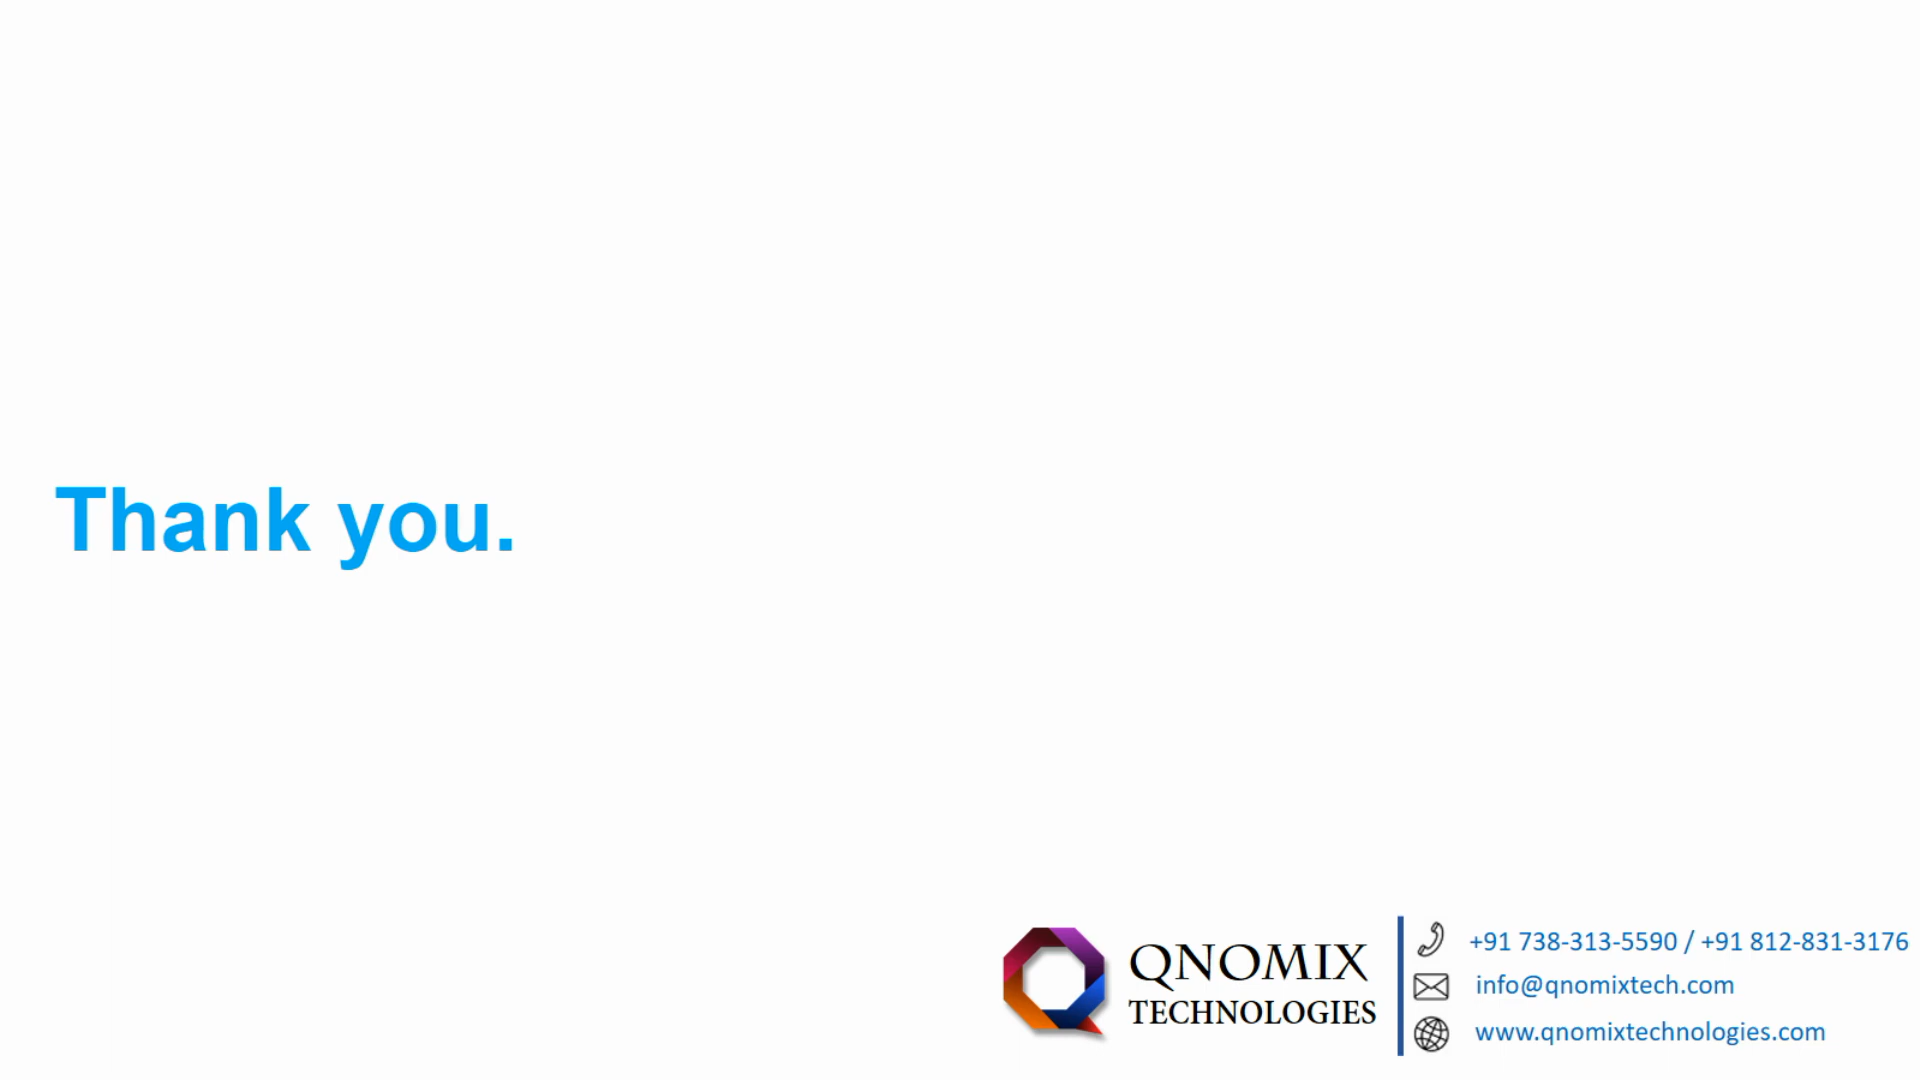 Thank you.
QNOMIX
TECHNOLOGIES
+91 738-313-5590 / +91 812-831-3176
info@qnomixtech.com
www.qnomixtechnologies.com